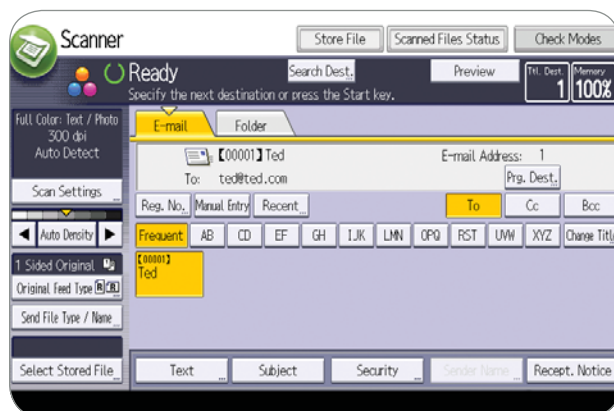 Scanner
Store File
Scanned Files Status
Check Modes
Ready
Search Dest.
Preview
Ttl. Dest.
1
Memory
100%
Specify the next destination or press the Start key.
Full Color: Text / Photo
300 dpi
Auto Detect
Scan Settings
Auto Density
1 Sided Original
Original Feed Type
Send File Type / Name
Select Stored File
E-mail
Folder
【00001】Ted
E-mail Address: 1
To: ted@ted.com
Prg. Dest.
Reg. No.
Manual Entry
Recent
To
Cc
Bcc
Frequent
AB
CD
EF
GH
IJK
LMN
OPQ
RST
UVW
XYZ
Change Title
【00001】
Ted
Text
Subject
Security
Sender Name
Recept. Notice